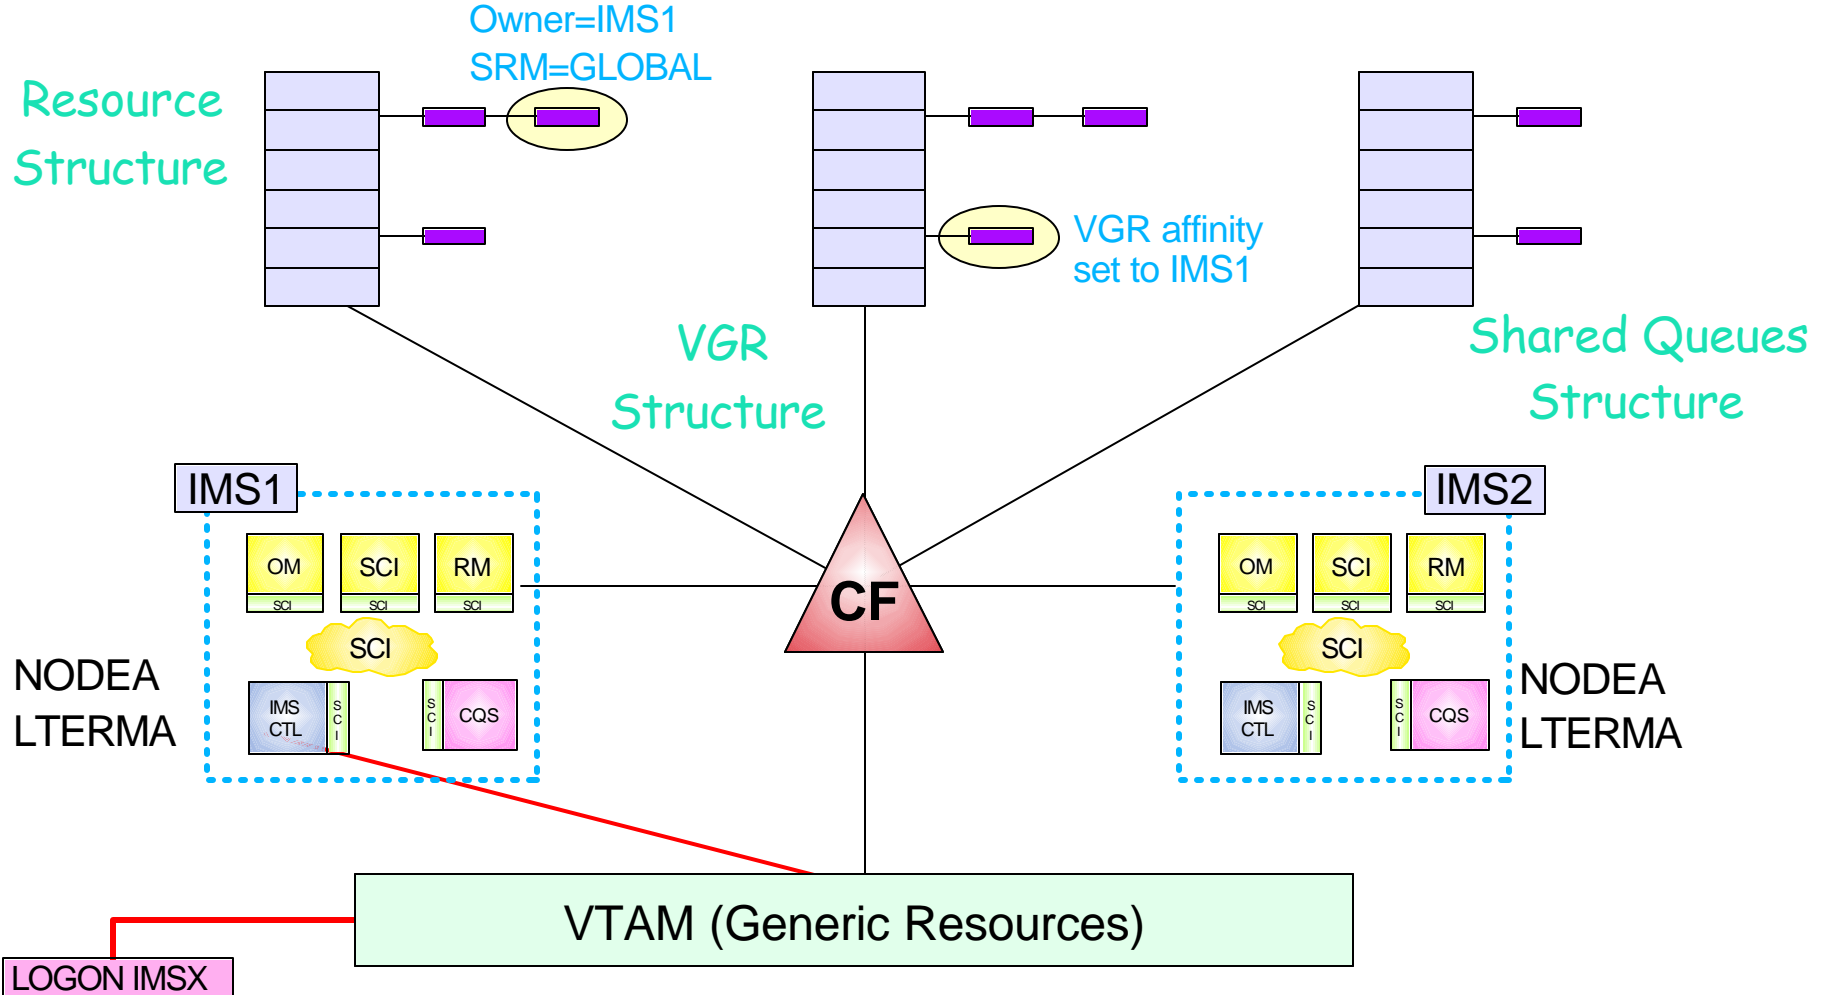 Owner=IMS1
SRM=GLOBAL
Resource
Structure
VGR affinity
set to IMS1
VGR
Structure
Shared Queues
Structure
IMS1
OM
SCI
RM
SCI
SCI
SCI
SCI
IMS
CTL
SCI
SCI
CQS
NODEA
LTERMA
CF
IMS2
OM
SCI
RM
SCI
SCI
SCI
SCI
IMS
CTL
SCI
SCI
CQS
NODEA
LTERMA
VTAM (Generic Resources)
LOGON IMSX